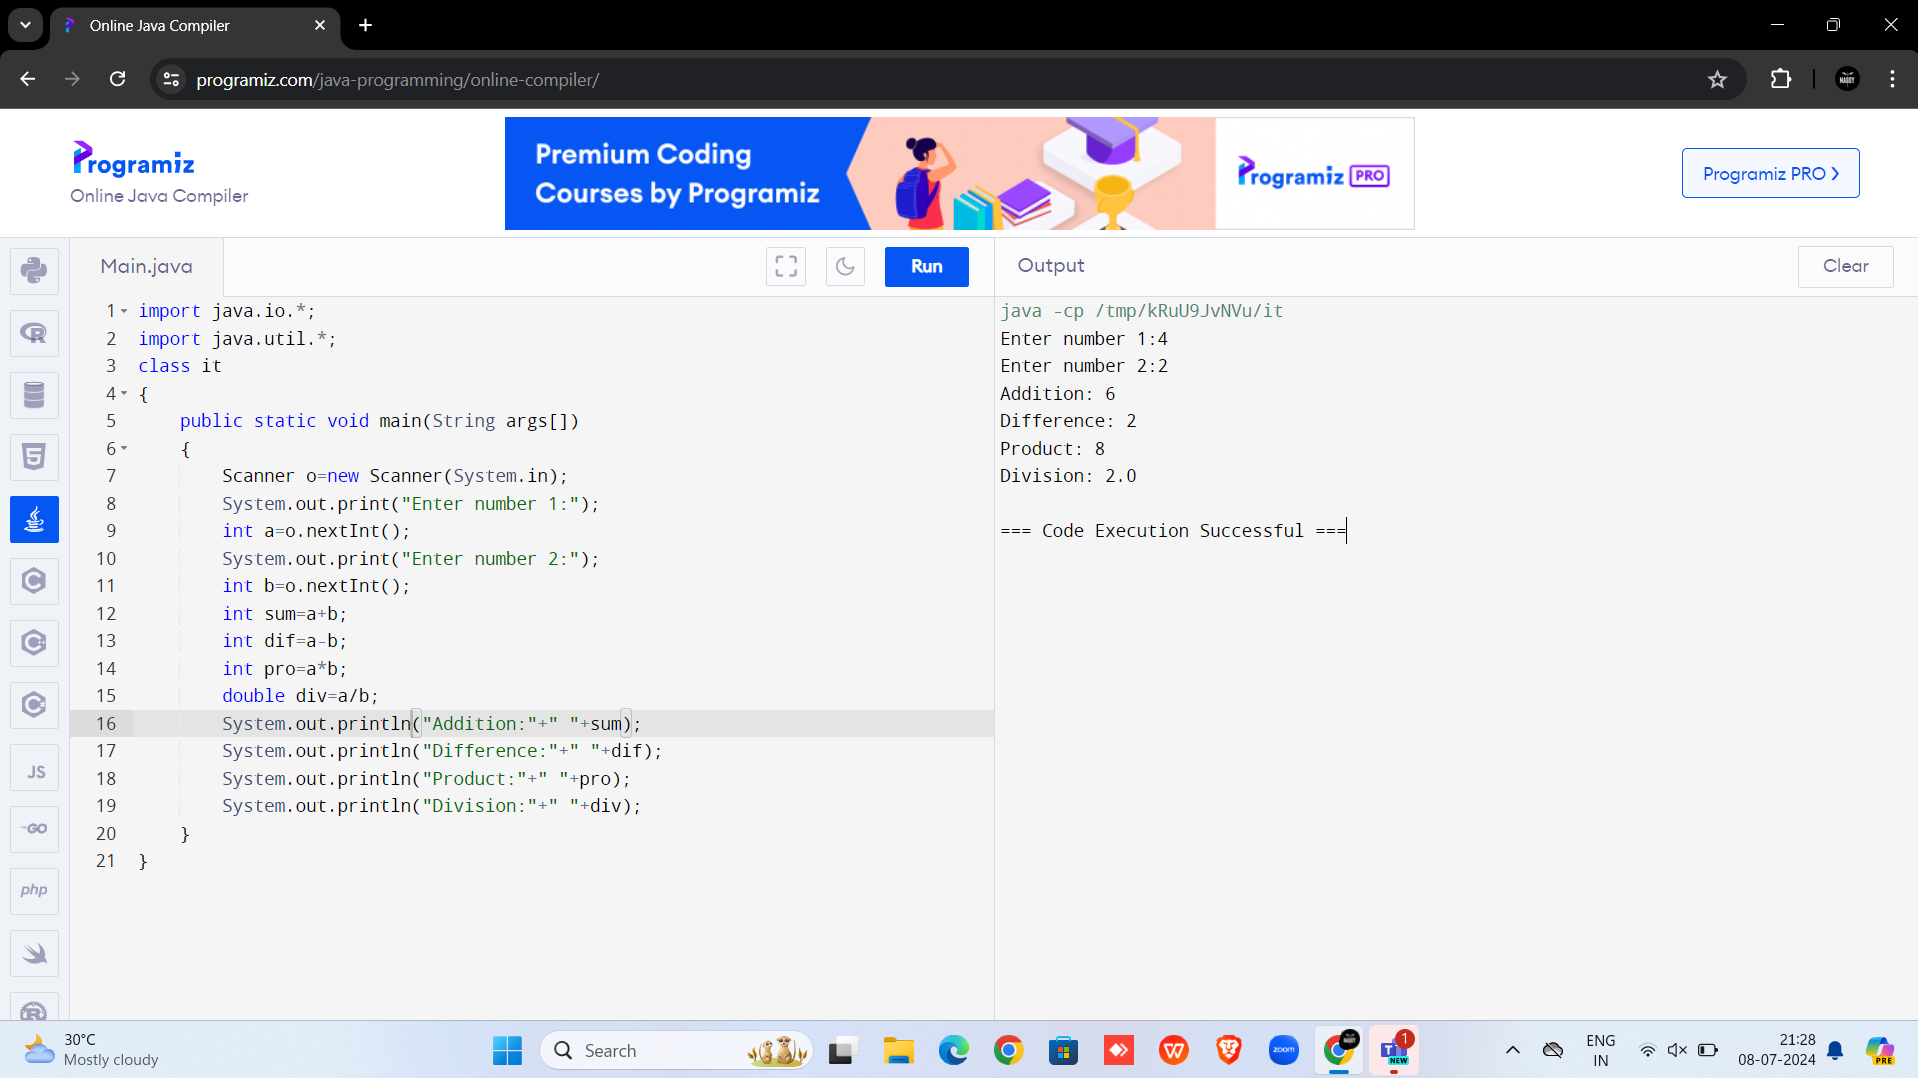 Online Java Compiler
programiz.com/java-programming/online-compiler/
Programiz
Online Java Compiler
Premium Coding
Courses by Programiz
Programiz PRO
Programiz PRO
Main.java
Run
Output
Clear
1 import java.io.*;
2 import java.util.*;
3 class it
4 {
5     public static void main(String args[])
6     {
7         Scanner o=new Scanner(System.in);
8         System.out.print("Enter number 1:");
9         int a=o.nextInt();
10         System.out.print("Enter number 2:");
11         int b=o.nextInt();
12         int sum=a+b;
13         int dif=a-b;
14         int pro=a*b;
15         double div=a/b;
16         System.out.println("Addition:"+" "+sum);
17         System.out.println("Difference:"+" "+dif);
18         System.out.println("Product:"+" "+pro);
19         System.out.println("Division:"+" "+div);
20     }
21 }
java -cp /tmp/kRuU9JvNVu/it
Enter number 1:4
Enter number 2:2
Addition: 6
Difference: 2
Product: 8
Division: 2.0
=== Code Execution Successful ===
R
5
C
C
C
JS
GO
php
30°C
Mostly cloudy
Search
W
zoom
1
NEW
ENG
IN
21:28
08-07-2024
PRE